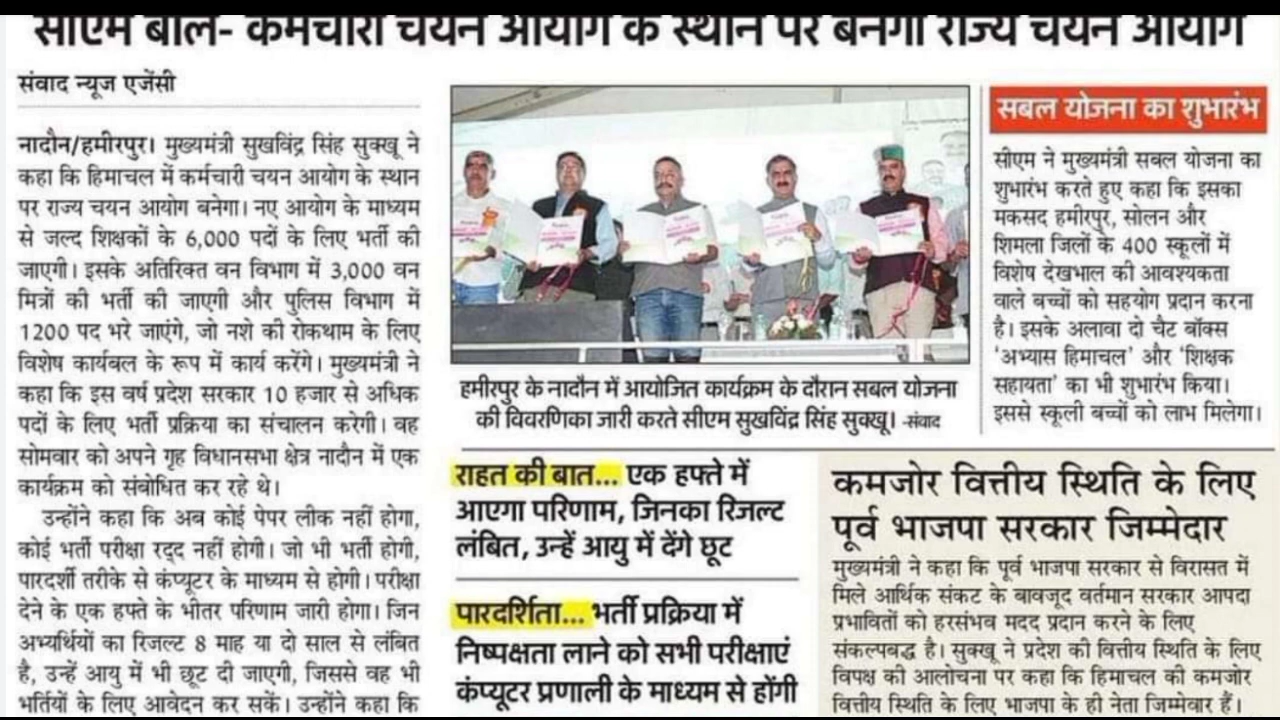 सीएम बोले- कर्मचारी चयन आयोग के स्थान पर बनेगा राज्य चयन आयोग
संवाद न्यूज एजेंसी
नादौन/हमीरपुर। मुख्यमंत्री सुखविंद्र सिंह सुक्खू ने
कहा कि हिमाचल में कर्मचारी चयन आयोग के स्थान
पर राज्य चयन आयोग बनेगा। नए आयोग के माध्यम
से जल्द शिक्षकों के 6,000 पदों के लिए भर्ती की
जाएगी। इसके अतिरिक्त वन विभाग में 3,000 वन
मित्रों की भर्ती की जाएगी और पुलिस विभाग में
1200 पद भरे जाएंगे, जो नशे की रोकथाम के लिए
विशेष कार्यबल के रूप में कार्य करेंगे। मुख्यमंत्री ने
कहा कि इस वर्ष प्रदेश सरकार 10 हजार से अधिक
पदों के लिए भर्ती प्रक्रिया का संचालन करेगी। वह
सोमवार को अपने गृह विधानसभा क्षेत्र नादौन में एक
कार्यक्रम को संबोधित कर रहे थे।
उन्होंने कहा कि अब कोई पेपर लीक नहीं होगा,
कोई भर्ती परीक्षा रद्द नहीं होगी। जो भी भर्ती होगी,
पारदर्शी तरीके से कंप्यूटर के माध्यम से होगी। परीक्षा
देने के एक हफ्ते के भीतर परिणाम जारी होगा। जिन
अभ्यर्थियों का रिजल्ट 8 माह या दो साल से लंबित
है, उन्हें आयु में भी छूट दी जाएगी, जिससे वह भी
भर्तियों के लिए आवेदन कर सकें। उन्होंने कहा कि
हमीरपुर के नादौन में आयोजित कार्यक्रम के दौरान सबल योजना
की विवरणिका जारी करते सीएम सुखविंद्र सिंह सुक्खू। -संवाद
राहत की बात... एक हफ्ते में
आएगा परिणाम, जिनका रिजल्ट
लंबित, उन्हें आयु में देंगे छूट
पारदर्शिता... भर्ती प्रक्रिया में
निष्पक्षता लाने को सभी परीक्षाएं
कंप्यूटर प्रणाली के माध्यम से होंगी
सबल योजना का शुभारंभ
सीएम ने मुख्यमंत्री सबल योजना का
शुभारंभ करते हुए कहा कि इसका
मकसद हमीरपुर, सोलन और
शिमला जिलों के 400 स्कूलों में
विशेष देखभाल की आवश्यकता
वाले बच्चों को सहयोग प्रदान करना
है। इसके अलावा दो चैट बॉक्स
'अभ्यास हिमाचल' और 'शिक्षक
सहायता' का भी शुभारंभ किया।
इससे स्कूली बच्चों को लाभ मिलेगा।
कमजोर वित्तीय स्थिति के लिए
पूर्व भाजपा सरकार जिम्मेदार
मुख्यमंत्री ने कहा कि पूर्व भाजपा सरकार से विरासत में
मिले आर्थिक संकट के बावजूद वर्तमान सरकार आपदा
प्रभावितों को हरसंभव मदद प्रदान करने के लिए
संकल्पबद्ध है। सुक्खू ने प्रदेश की वित्तीय स्थिति के लिए
विपक्ष की आलोचना पर कहा कि हिमाचल की कमजोर
वित्तीय स्थिति के लिए भाजपा के ही नेता जिम्मेवार हैं।